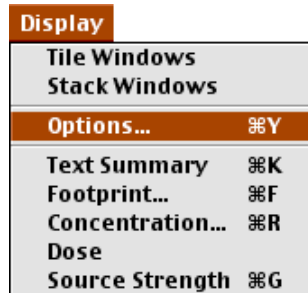 Display
Tile Windows
Stack Windows
Options... ⌘Y
Text Summary ⌘K
Footprint... ⌘F
Concentration... ⌘R
Dose
Source Strength ⌘G